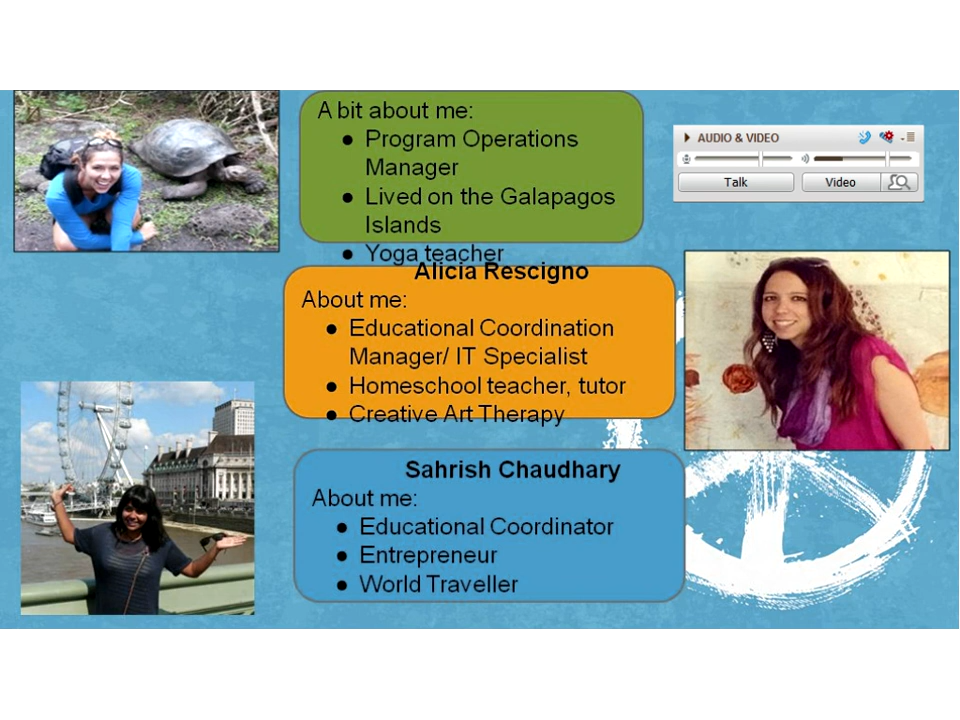 A bit about me:
● Program Operations
Manager
● Lived on the Galapagos
Islands
● Yoga teacher
AUDIO & VIDEO
Talk
Video
Alicia Rescigno
About me:
● Educational Coordination
Manager/ IT Specialist
● Homeschool teacher, tutor
● Creative Art Therapy
Sahrish Chaudhary
About me:
● Educational Coordinator
● Entrepreneur
● World Traveller